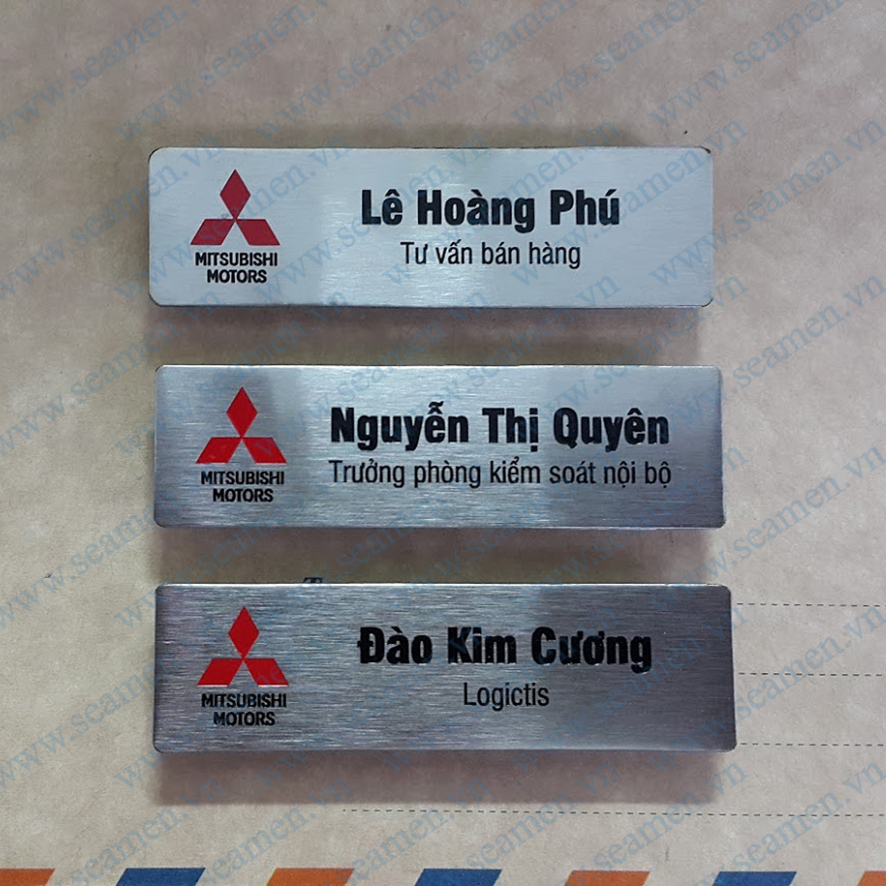 MITSUBISHI
MOTORS
Lê Hoàng Phú
Tư vấn bán hàng
MITSUBISHI
MOTORS
Nguyễn Thị Quyên
Trưởng phòng kiểm soát nội bộ
MITSUBISHI
MOTORS
Đào Kim Cương
Logictis
www.seamen.vn